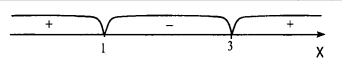 + – +
1 3 X